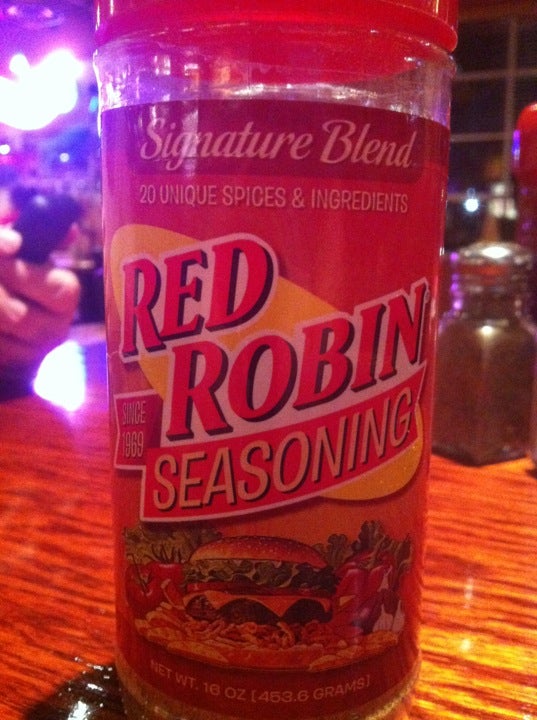 Signature Blend
20 UNIQUE SPICES & INGREDIENTS
RED
ROBIN
SINCE
1969
SEASONING
NET WT. 16 OZ [453.6 GRAMS]